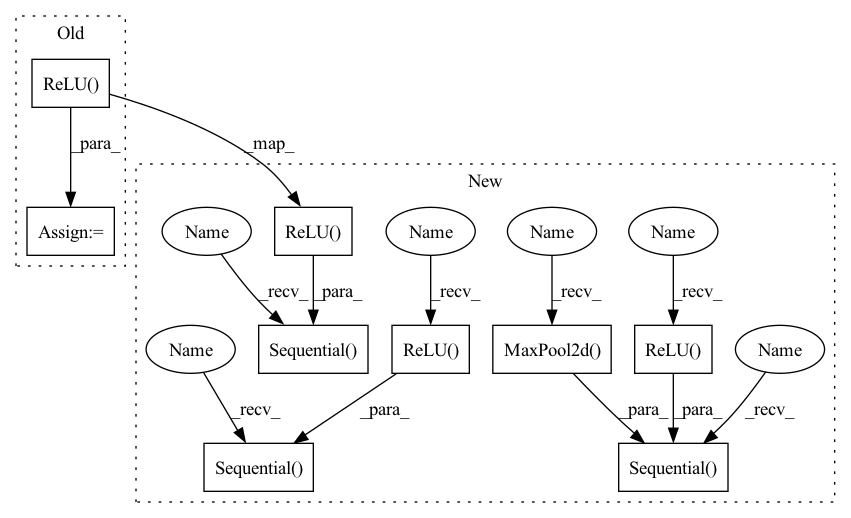 Old
ReLU()
_para_
_map_
New
Assign:=
Name
ReLU()
Name
Name
Name
_recv_
_para_
_recv_
_recv_
_recv_
Name
Sequential()
ReLU()
MaxPool2d()
ReLU()
Name
_recv_
_para_
_para_
_para_
_recv_
Sequential()
Sequential()